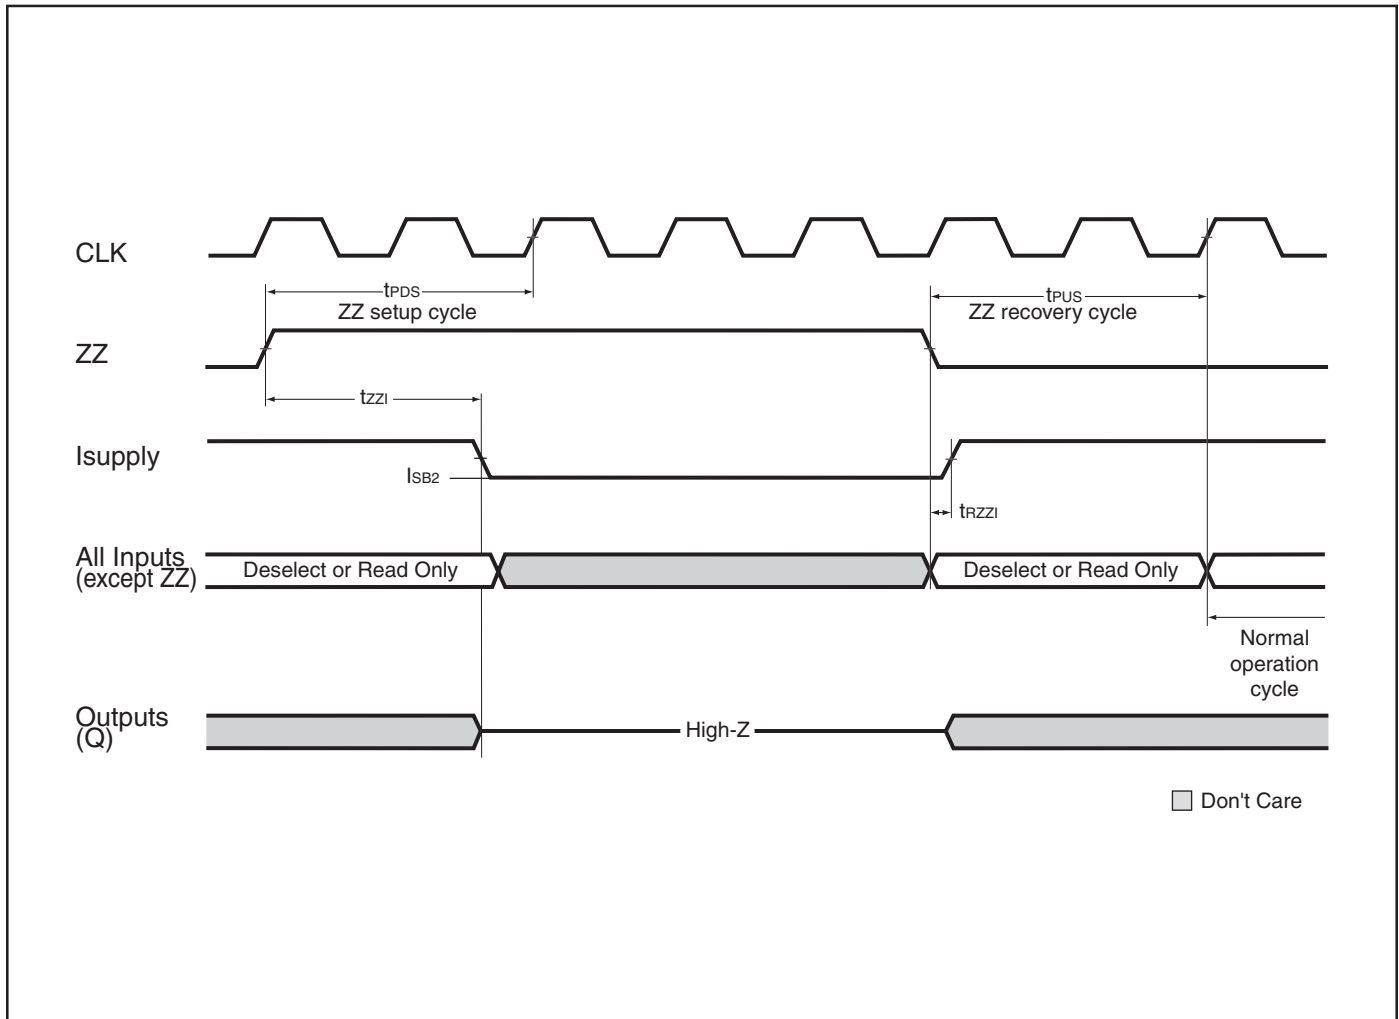 CLK
tPDS
ZZ setup cycle
tPUS
ZZ recovery cycle
ZZ
tZZI
Isupply
ISB2
tRZZI
All Inputs
(except ZZ)
Deselect or Read Only
Deselect or Read Only
Normal
operation
cycle
Outputs
(Q)
High-Z
Don't Care